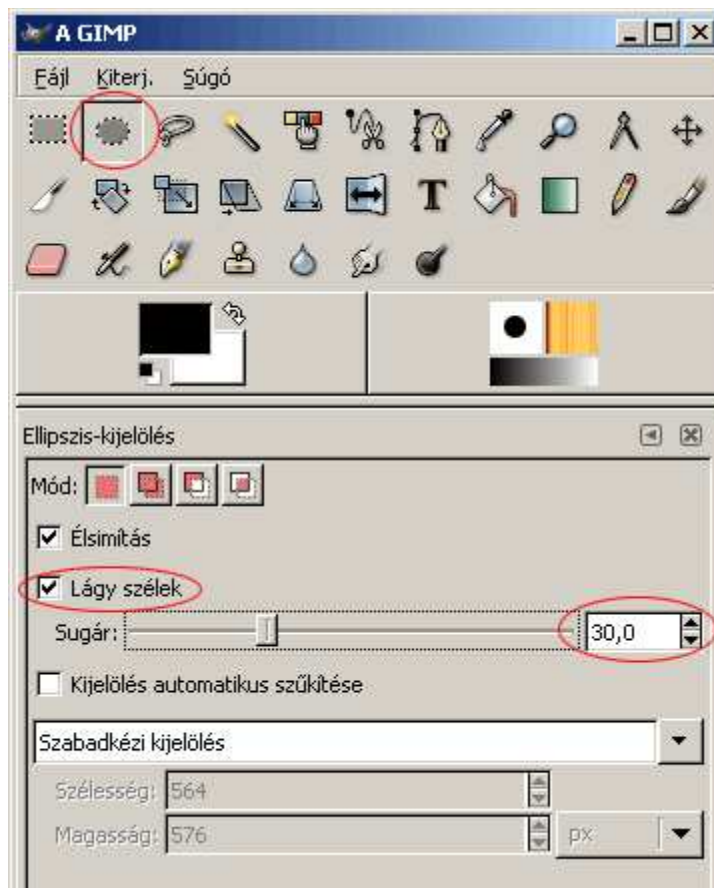 A GIMP
Fájl Kiterj. Súgó
T
Ellipszis-kijelölés
Mód:
Élsimítás
Lágy szélek
Sugár: 30,0
Kijelölés automatikus szűkítése
Szabadkézi kijelölés
Szélesség: 564
Magasság: 576 px